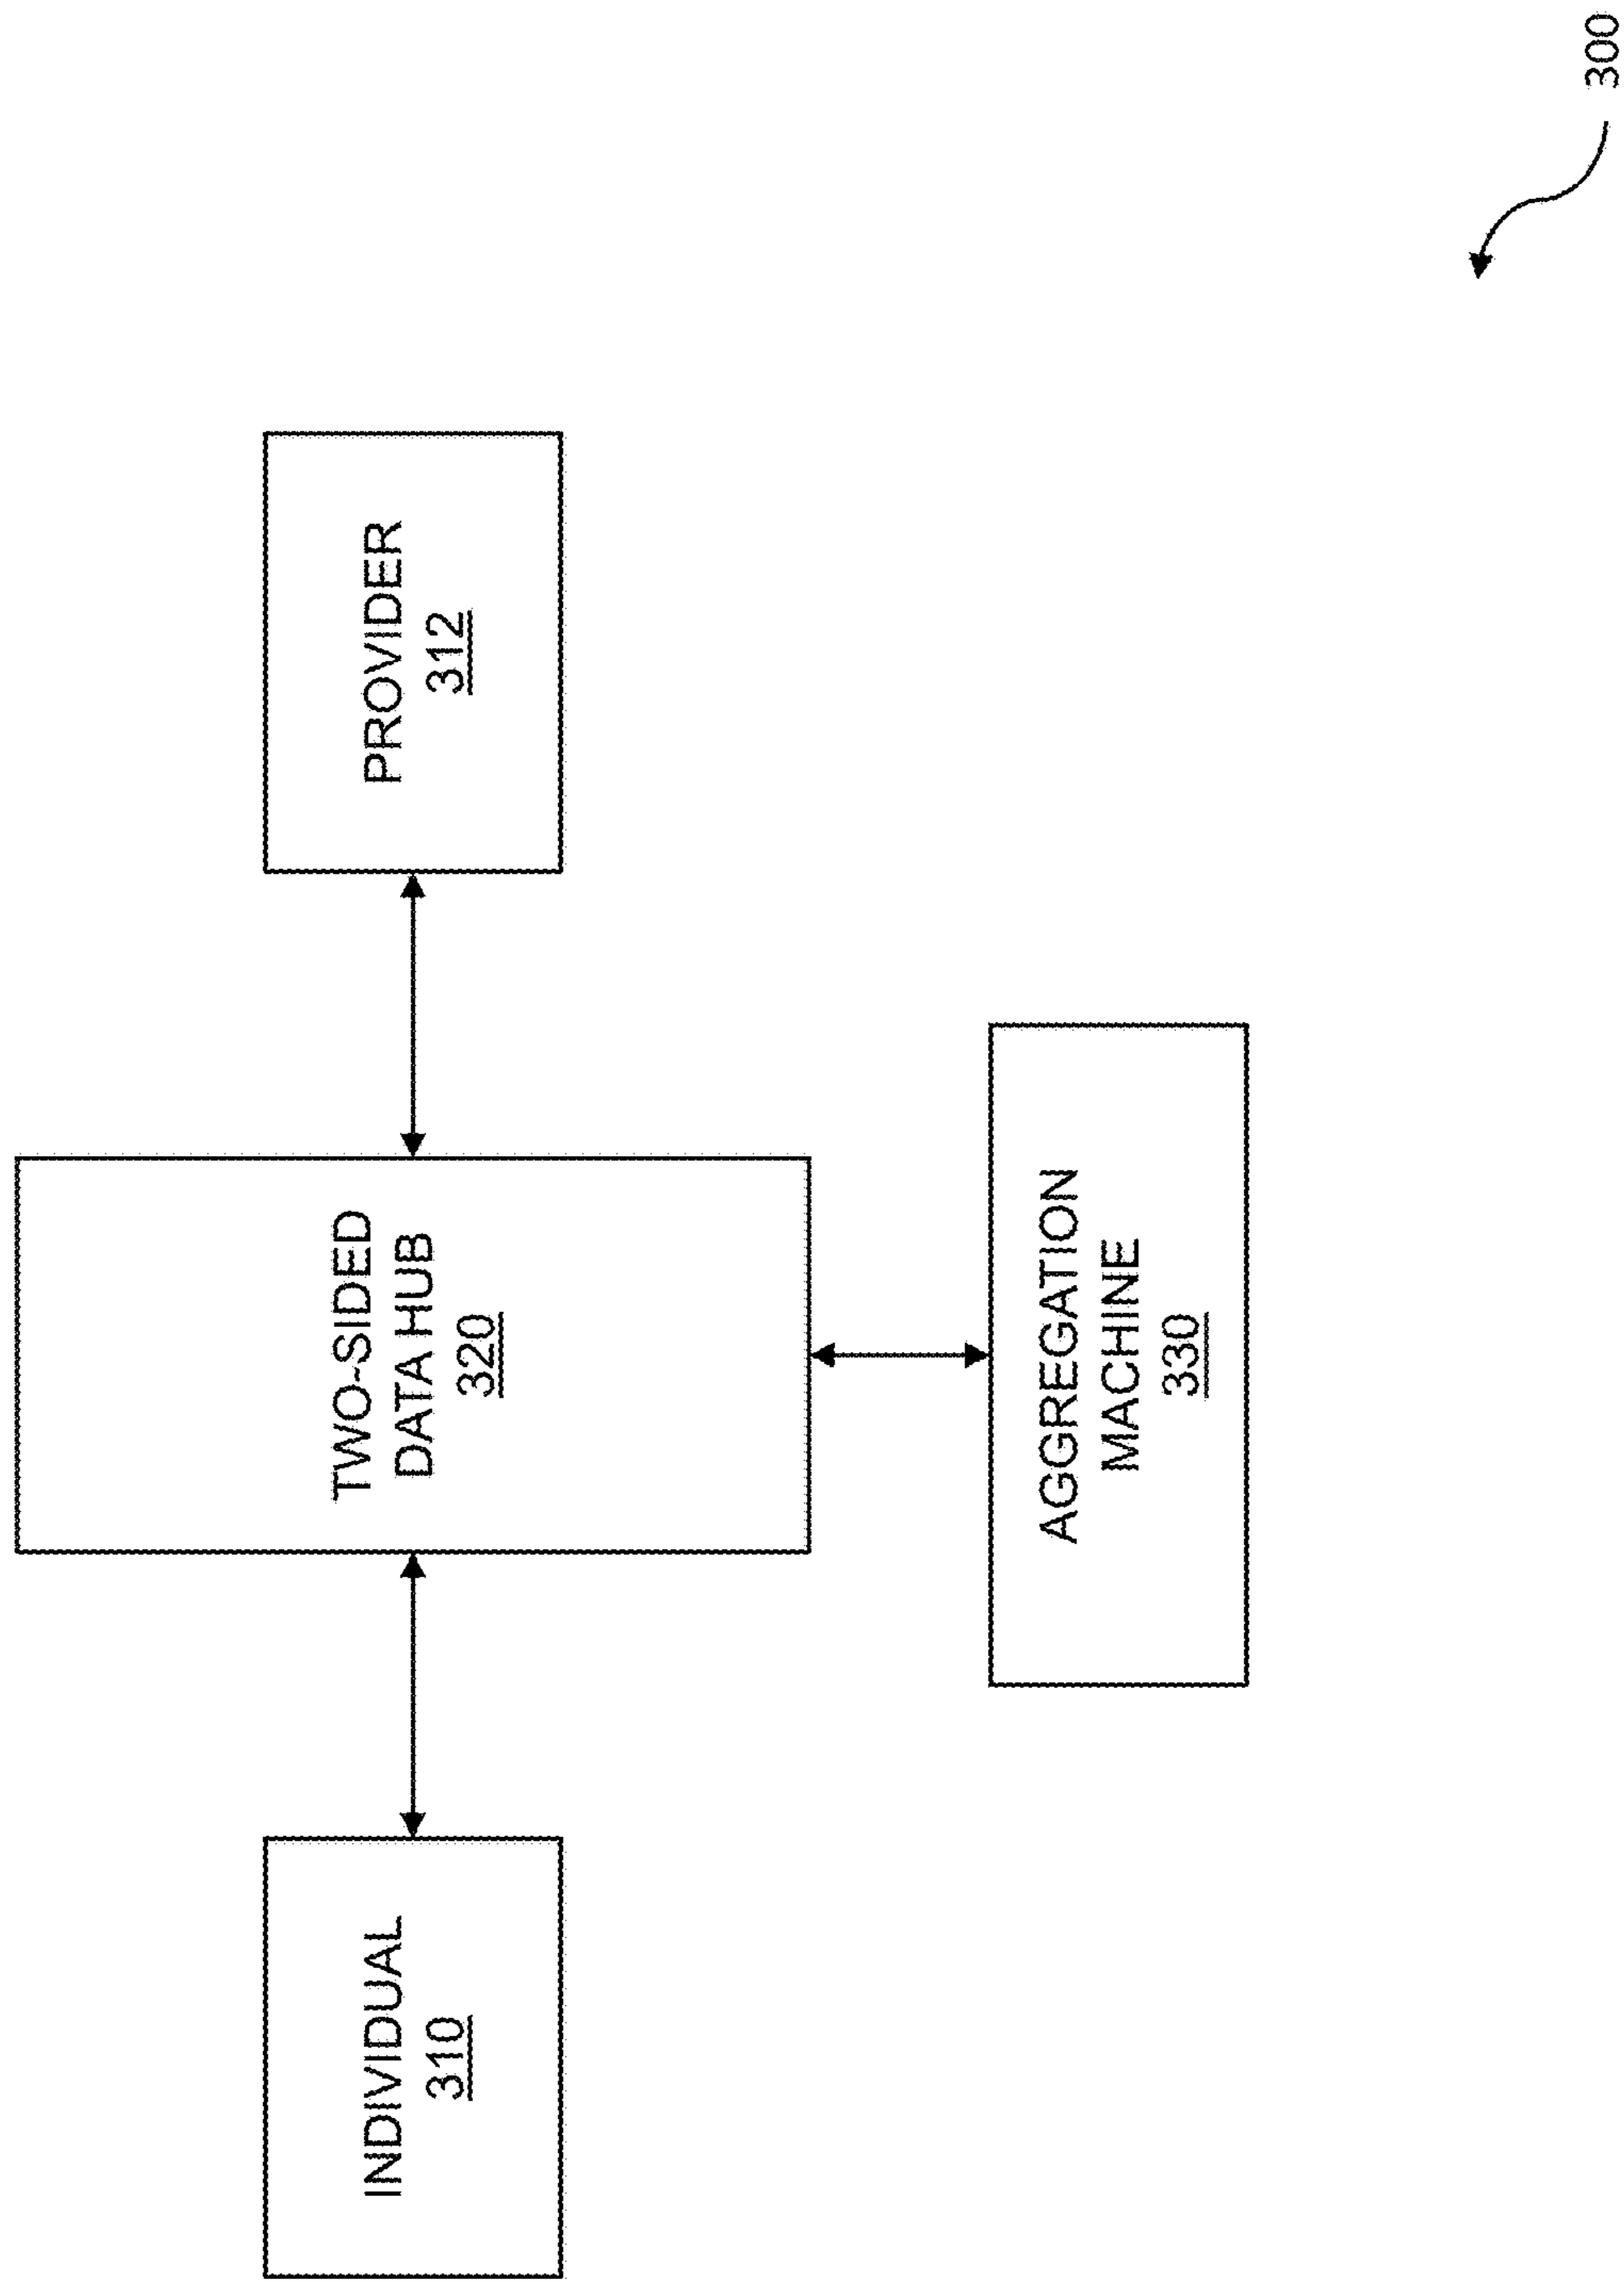 INDIVIDUAL
310
TWO-SIDED
DATA HUB
320
PROVIDER
312
AGGREGATION
MACHINE
330
300